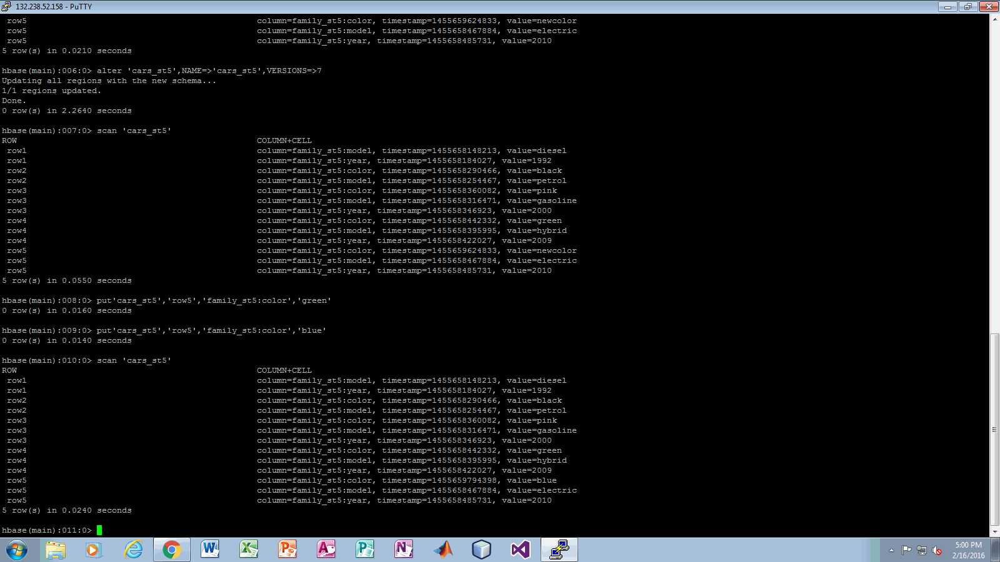 132.238.52.158 - PuTTY
row5 column=family_st5:color, timestamp=1455659624833, value=newcolor
row5 column=family_st5:model, timestamp=1455658467884, value=electric
row5 column=family_st5:year, timestamp=1455658485731, value=2010
5 row(s) in 0.0210 seconds
hbase(main):006:0> alter 'cars_st5',NAME=>'cars_st5',VERSIONS=>7
Updating all regions with the new schema...
1/1 regions updated.
Done.
0 row(s) in 2.2640 seconds
hbase(main):007:0> scan 'cars_st5'
ROW COLUMN+CELL
row1 column=family_st5:model, timestamp=1455658148213, value=diesel
row1 column=family_st5:year, timestamp=1455658184027, value=1992
row2 column=family_st5:color, timestamp=1455658290466, value=black
row2 column=family_st5:model, timestamp=1455658254467, value=petrol
row3 column=family_st5:color, timestamp=1455658360082, value=pink
row3 column=family_st5:model, timestamp=1455658316471, value=gasoline
row3 column=family_st5:year, timestamp=1455658346923, value=2000
row4 column=family_st5:color, timestamp=1455658442332, value=green
row4 column=family_st5:model, timestamp=1455658395995, value=hybrid
row4 column=family_st5:year, timestamp=1455658422027, value=2009
row5 column=family_st5:color, timestamp=1455659624833, value=newcolor
row5 column=family_st5:model, timestamp=1455658467884, value=electric
row5 column=family_st5:year, timestamp=1455658485731, value=2010
5 row(s) in 0.0550 seconds
hbase(main):008:0> put'cars_st5','row5','family_st5:color','green'
0 row(s) in 0.0160 seconds
hbase(main):009:0> put'cars_st5','row5','family_st5:color','blue'
0 row(s) in 0.0140 seconds
hbase(main):010:0> scan 'cars_st5'
ROW COLUMN+CELL
row1 column=family_st5:model, timestamp=1455658148213, value=diesel
row1 column=family_st5:year, timestamp=1455658184027, value=1992
row2 column=family_st5:color, timestamp=1455658290466, value=black
row2 column=family_st5:model, timestamp=1455658254467, value=petrol
row3 column=family_st5:color, timestamp=1455658360082, value=pink
row3 column=family_st5:model, timestamp=1455658316471, value=gasoline
row3 column=family_st5:year, timestamp=1455658346923, value=2000
row4 column=family_st5:color, timestamp=1455658442332, value=green
row4 column=family_st5:model, timestamp=1455658395995, value=hybrid
row4 column=family_st5:year, timestamp=1455658422027, value=2009
row5 column=family_st5:color, timestamp=1455659794398, value=blue
row5 column=family_st5:model, timestamp=1455658467884, value=electric
row5 column=family_st5:year, timestamp=1455658485731, value=2010
5 row(s) in 0.0240 seconds
hbase(main):011:0>
5:00 PM
2/16/2016